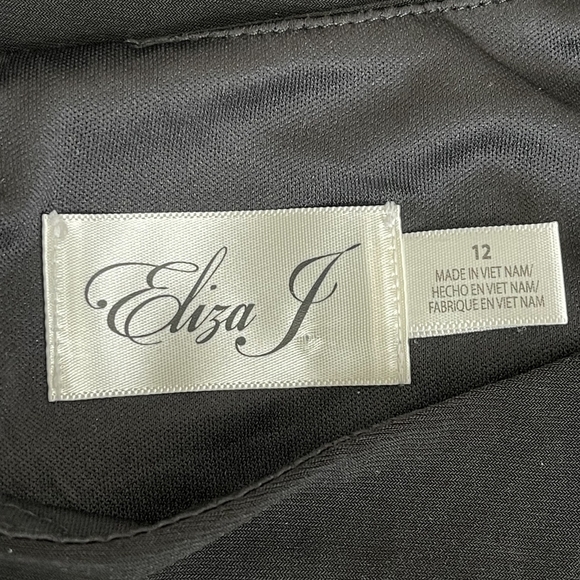 Eliza J
12
MADE IN VIET NAM/
HECHO EN VIET NAM/
FABRIQUE EN VIET NAM